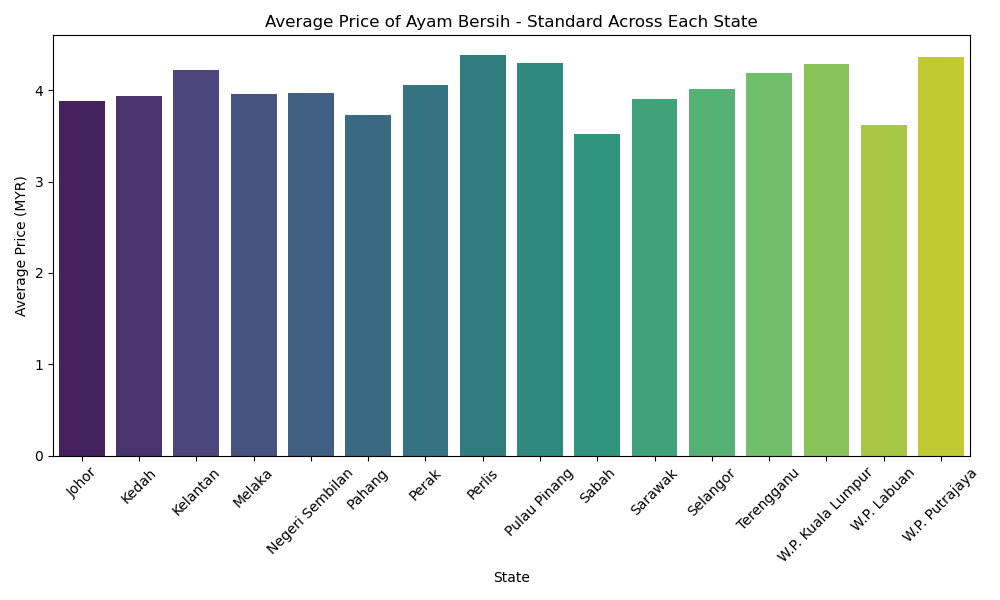 Average Price of Ayam Bersih - Standard Across Each State
Average Price (MYR)
4
3
2
1
0
Johor
Kedah
Kelantan
Melaka
Negeri Sembilan
Pahang
Perak
Perlis
Pulau Pinang
Sabah
Sarawak
Selangor
Terengganu
W.P. Kuala Lumpur
W.P. Labuan
W.P. Putrajaya
State